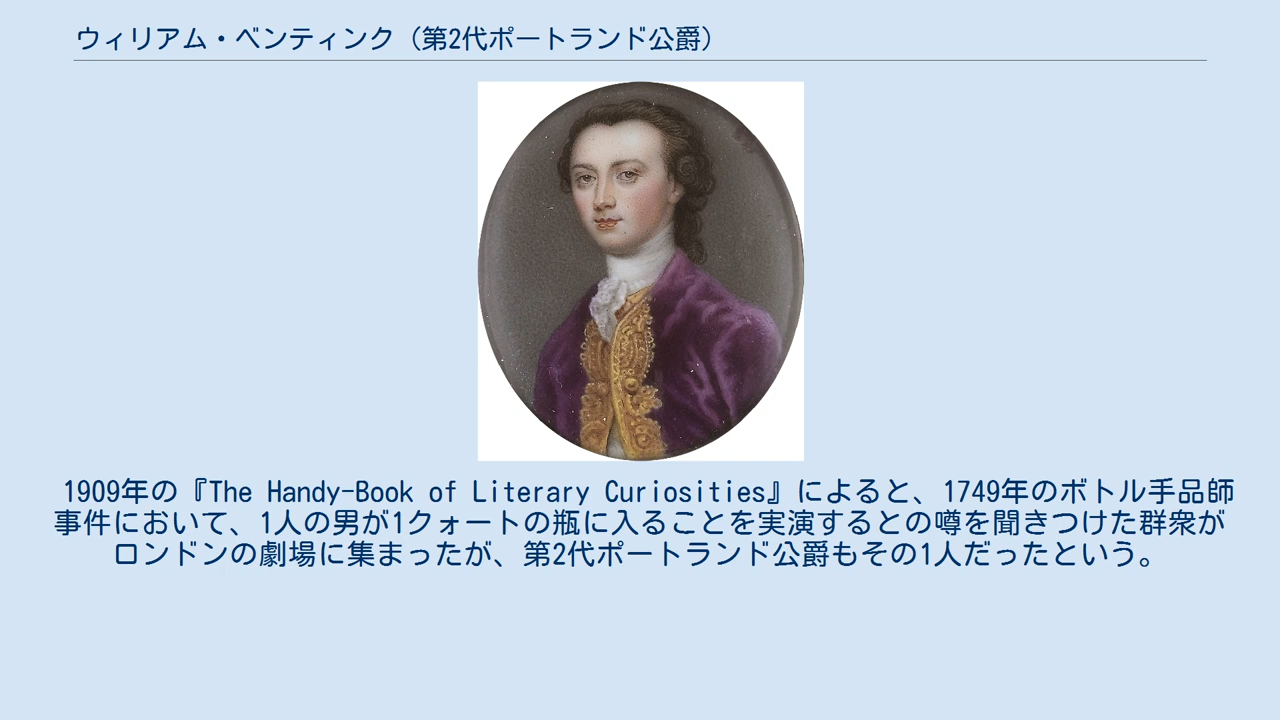 ウィリアム・ベンティンク（第2代ポートランド公爵）
1909年の『The Handy-Book of Literary Curiosities』によると、1749年のボトル手品師
事件において、1人の男が1クォートの瓶に入ることを実演するとの噂を聞きつけた群衆が
ロンドンの劇場に集まったが、第2代ポートランド公爵もその1人だったという。